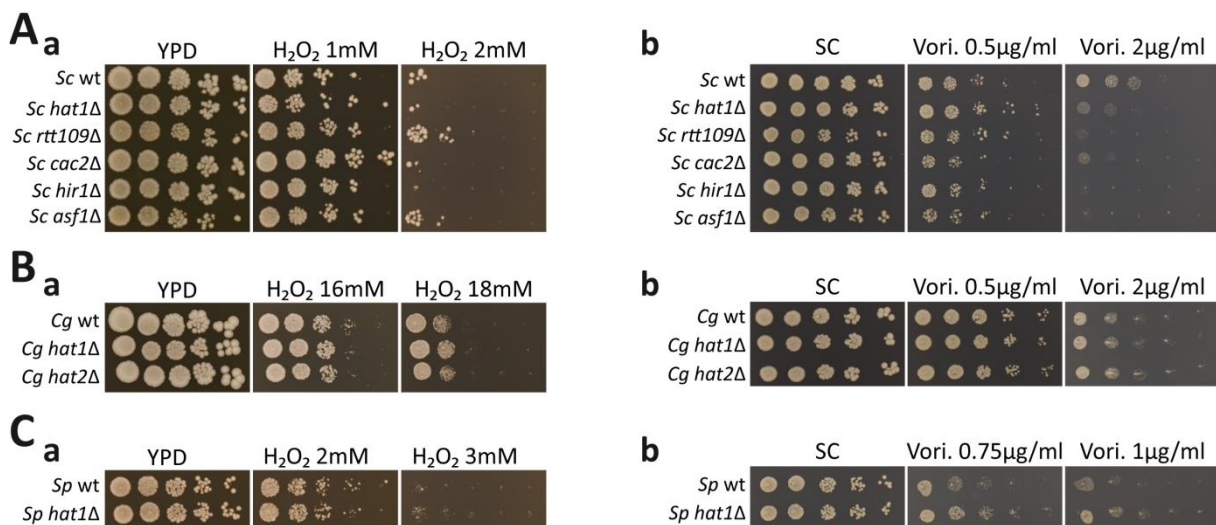 A
a
YPD H₂O₂ 1mM H₂O₂ 2mM
Sc wt
Sc hat1Δ
Sc rtt109Δ
Sc cac2Δ
Sc hir1Δ
Sc asf1Δ
b
SC Vori. 0.5µg/ml Vori. 2µg/ml
Sc wt
Sc hat1Δ
Sc rtt109Δ
Sc cac2Δ
Sc hir1Δ
Sc asf1Δ
B
a
YPD H₂O₂ 16mM H₂O₂ 18mM
Cg wt
Cg hat1Δ
Cg hat2Δ
b
SC Vori. 0.5µg/ml Vori. 2µg/ml
Cg wt
Cg hat1Δ
Cg hat2Δ
C
a
YPD H₂O₂ 2mM H₂O₂ 3mM
Sp wt
Sp hat1Δ
b
SC Vori. 0.75µg/ml Vori. 1µg/ml
Sp wt
Sp hat1Δ